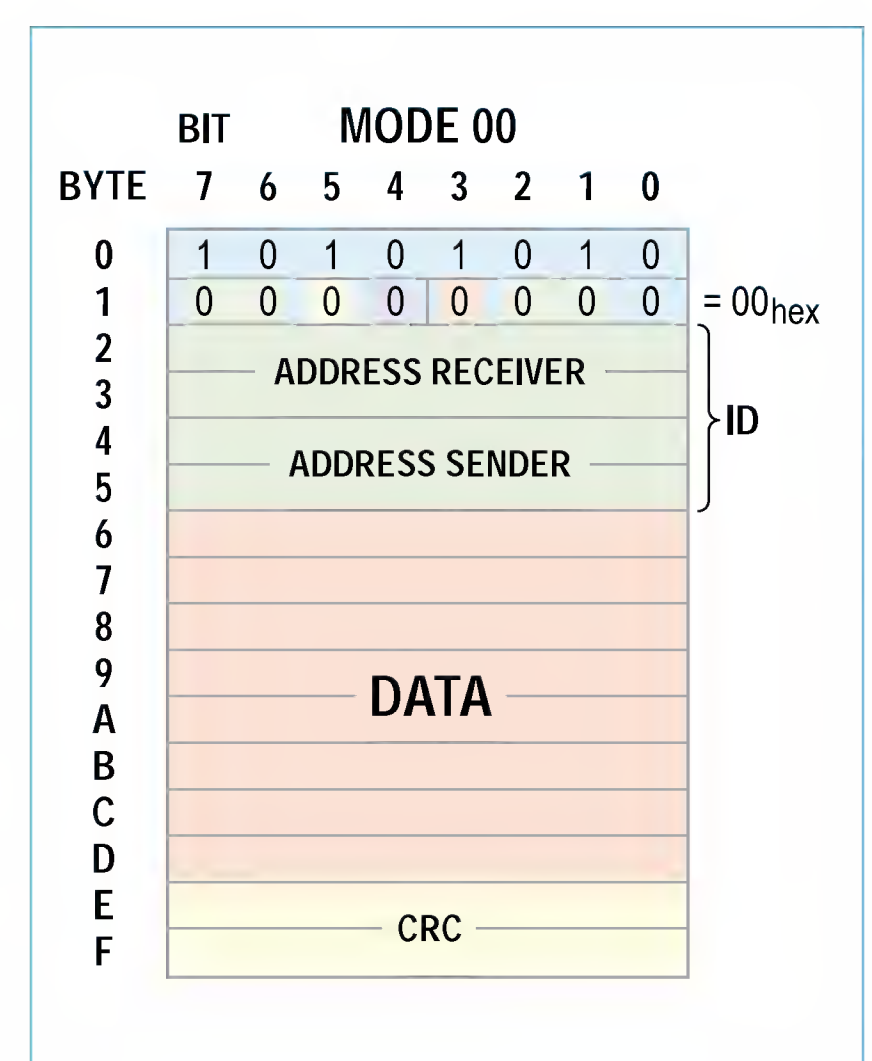 BIT MODE 00
BYTE 7 6 5 4 3 2 1 0
0 1 0 1 0 1 0 1 0
1 0 0 0 0 0 0 0 0 = 00hex
2
ADDRESS RECEIVER
3
ID
4
ADDRESS SENDER
5
6
7
8
9
DATA
A
B
C
D
E
CRC
F